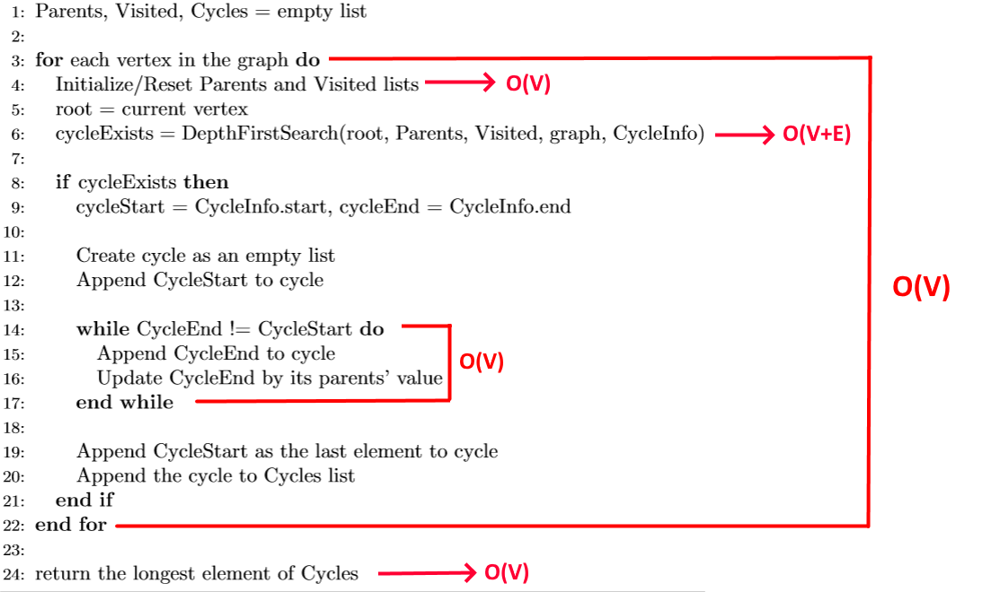 1: Parents, Visited, Cycles = empty list
2:
3: for each vertex in the graph do
4: Initialize/Reset Parents and Visited lists O(V)
5: root = current vertex
6: cycleExists = DepthFirstSearch(root, Parents, Visited, graph, CycleInfo) O(V+E)
7:
8: if cycleExists then
9: cycleStart = CycleInfo.start, cycleEnd = CycleInfo.end
10:
11: Create cycle as an empty list
12: Append CycleStart to cycle
O(V)
13:
14: while CycleEnd != CycleStart do
15: Append CycleEnd to cycle O(V)
16: Update CycleEnd by its parents' value
17: end while
18:
19: Append CycleStart as the last element to cycle
20: Append the cycle to Cycles list
21: end if
22: end for
23:
24: return the longest element of Cycles O(V)